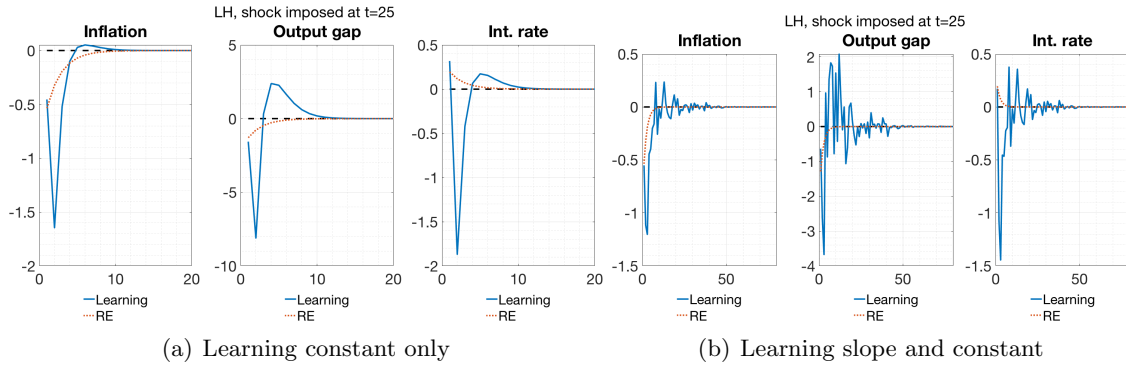 LH, shock imposed at t=25
Inflation
Output gap
Int. rate
0
-0.5
-1
-1.5
-2
0 10 20
5
0
-5
-10
0 10 20
0.5
0
-0.5
-1
-1.5
-2
0 10 20
Learning
RE
Learning
RE
Learning
RE
(a) Learning constant only
LH, shock imposed at t=25
Inflation
Output gap
Int. rate
0.5
0
-0.5
-1
-1.5
0 50
2
1
0
-1
-2
-3
-4
0 50
0.5
0
-0.5
-1
-1.5
0 50
Learning
RE
Learning
RE
Learning
RE
(b) Learning slope and constant